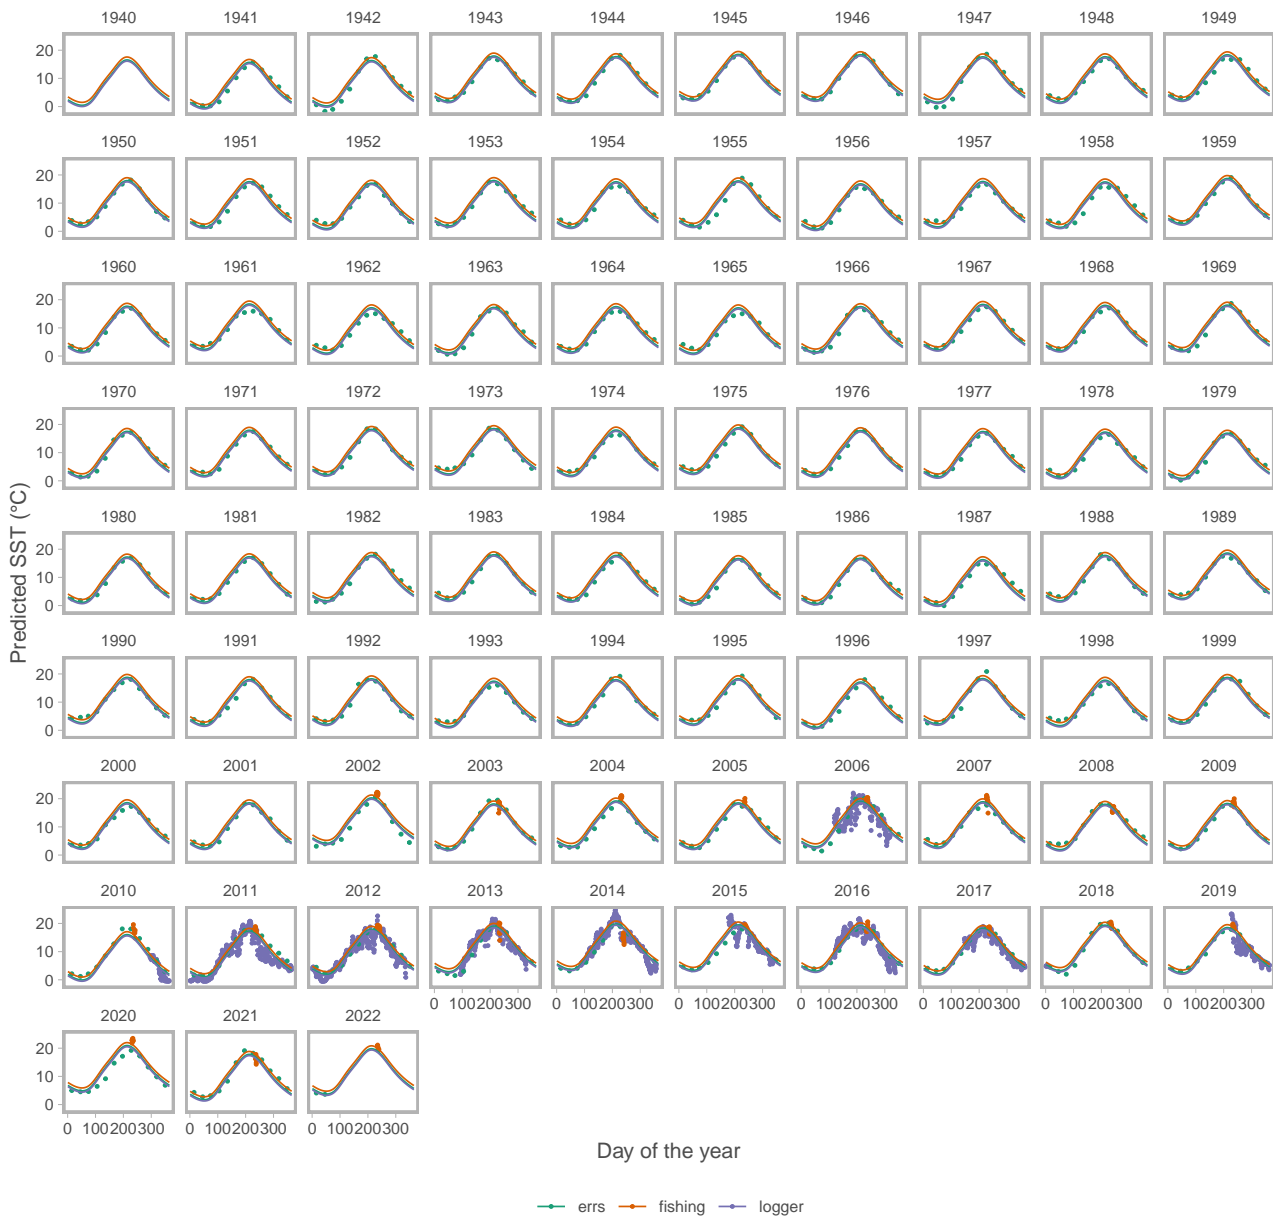 1940 1941 1942 1943 1944 1945 1946 1947 1948 1949
20
10
0
1950 1951 1952 1953 1954 1955 1956 1957 1958 1959
20
10
0
1960 1961 1962 1963 1964 1965 1966 1967 1968 1969
20
10
0
1970 1971 1972 1973 1974 1975 1976 1977 1978 1979
20
10
0
Predicted SST (°C)
1980 1981 1982 1983 1984 1985 1986 1987 1988 1989
20
10
0
1990 1991 1992 1993 1994 1995 1996 1997 1998 1999
20
10
0
2000 2001 2002 2003 2004 2005 2006 2007 2008 2009
20
10
0
2010 2011 2012 2013 2014 2015 2016 2017 2018 2019
20
10
0
0 100200300 0 100200300 0 100200300 0 100200300 0 100200300 0 100200300 0 100200300
2020 2021 2022
20
10
0
0 100200300 0 100200300 0 100200300
Day of the year
errs fishing logger